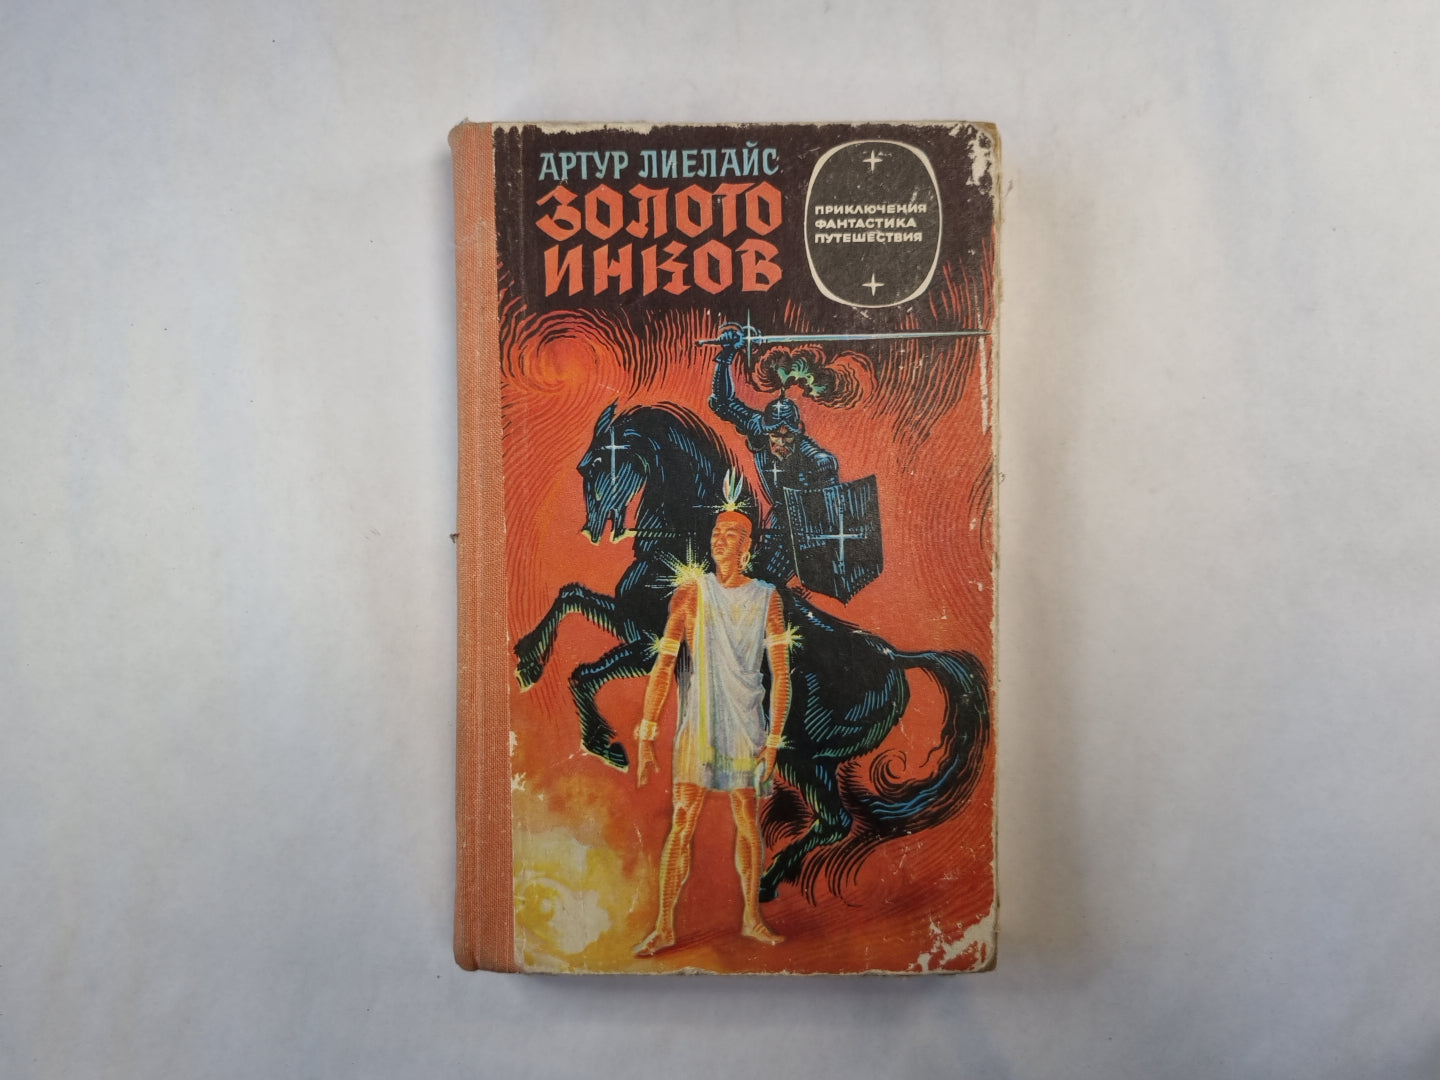 АРТУР ЛИЕЛАЙС
ЗОЛОТО
ИНКОВ
ПРИКЛЮЧЕНИЯ
ФАНТАСТИКА
ПУТЕШЕСТВИЯ